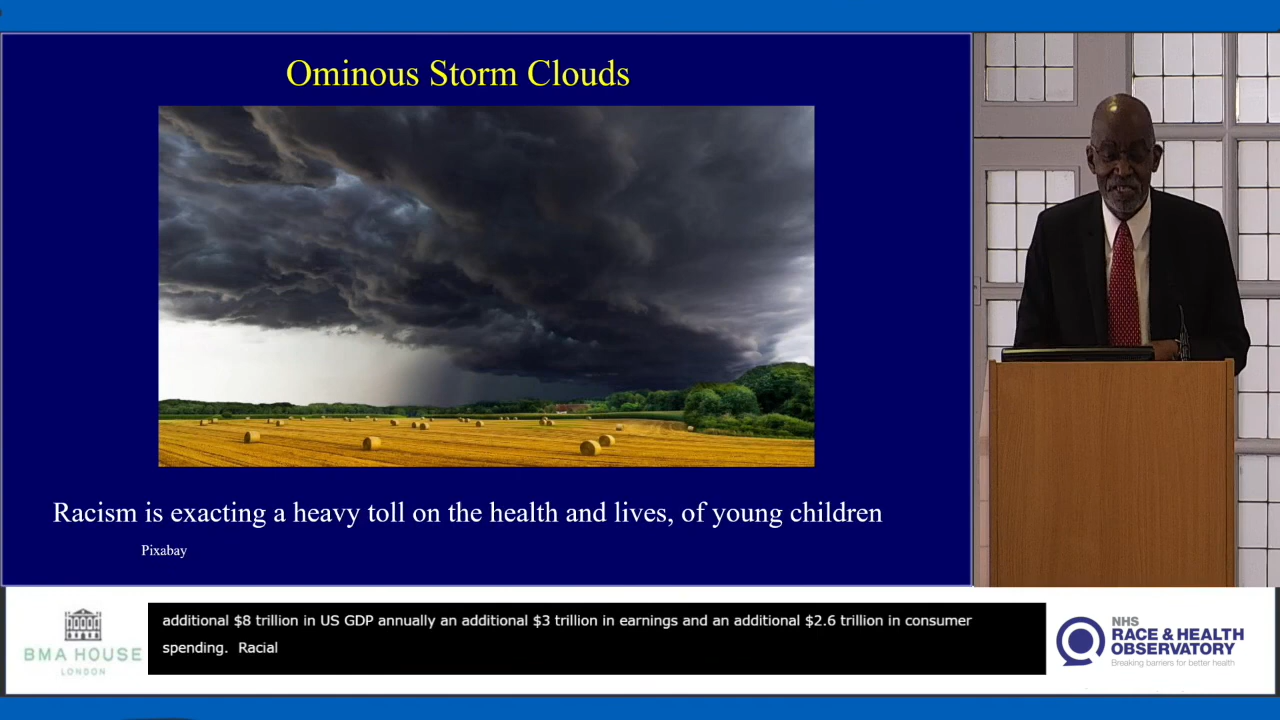 Ominous Storm Clouds
Racism is exacting a heavy toll on the health and lives, of young children
Pixabay
BMA HOUSE
LONDON
additional $8 trillion in US GDP annually an additional $3 trillion in earnings and an additional $2.6 trillion in consumer
spending.  Racial
NHS
RACE & HEALTH
OBSERVATORY
Breaking barriers for better health